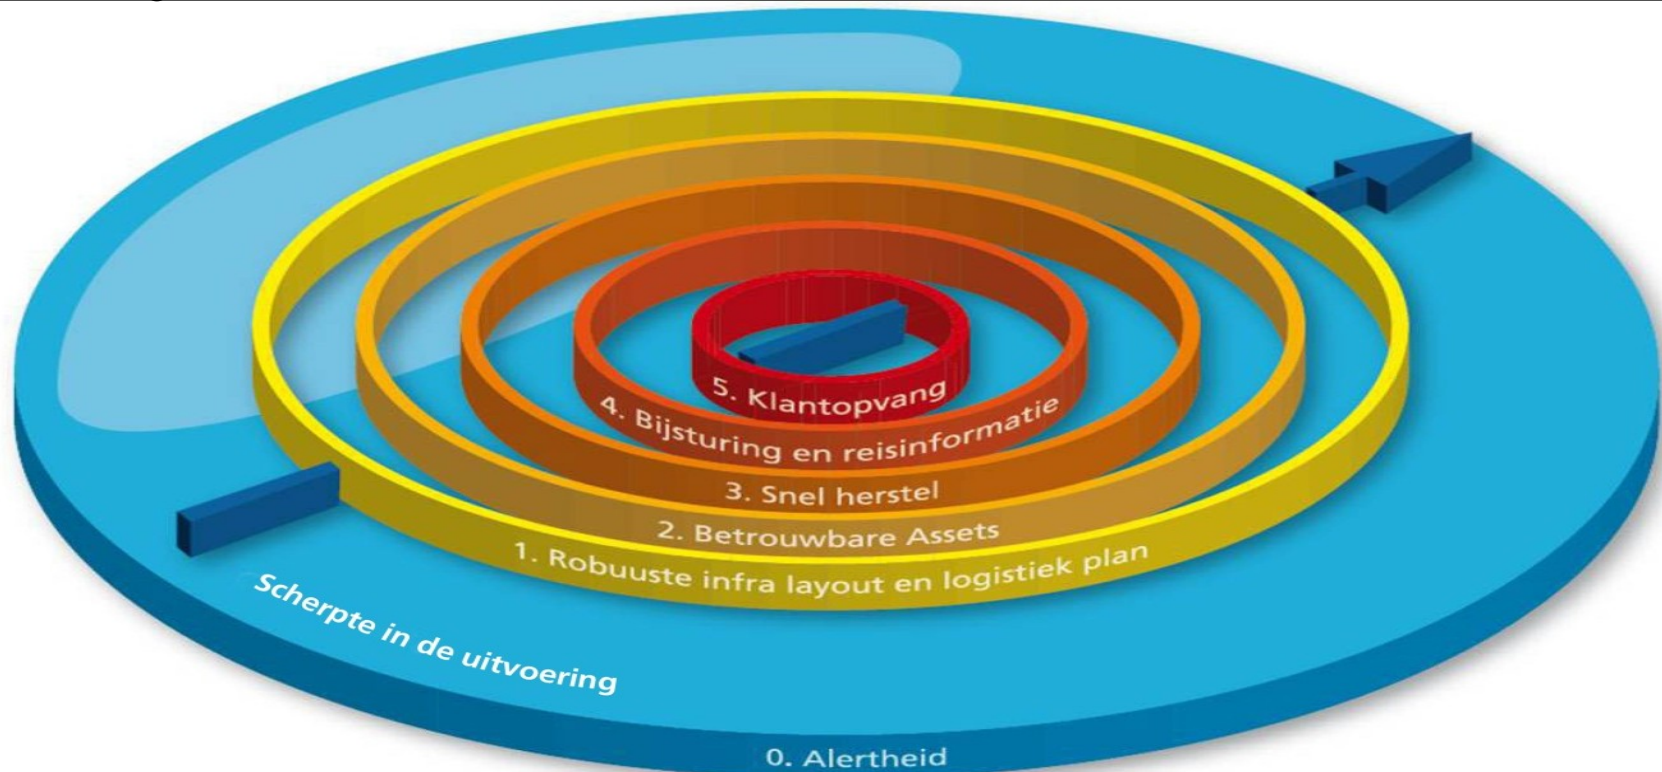 5. Klantopvang
4. Bijsturing en reisinformatie
3. Snel herstel
2. Betrouwbare Assets
1. Robuuste infra layout en logistiek plan
Scherpte in de uitvoering
0. Alertheid